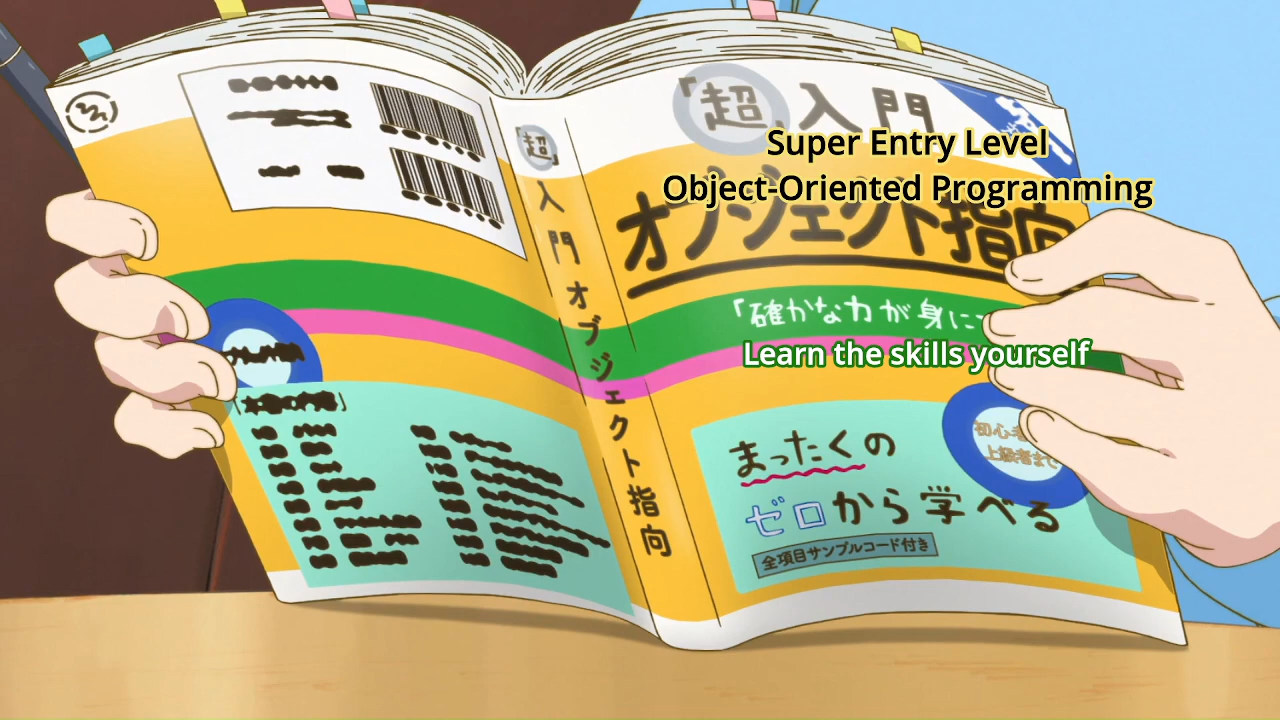 「超」入門
Super Entry Level
Object-Oriented Programming
オブジェクト指向
「確かな力が身に
Learn the skills yourself
まったくの
ゼロから学べる
全項目サンプルコード付き
初心者
上級者まで
「超」入門オブジェクト指向